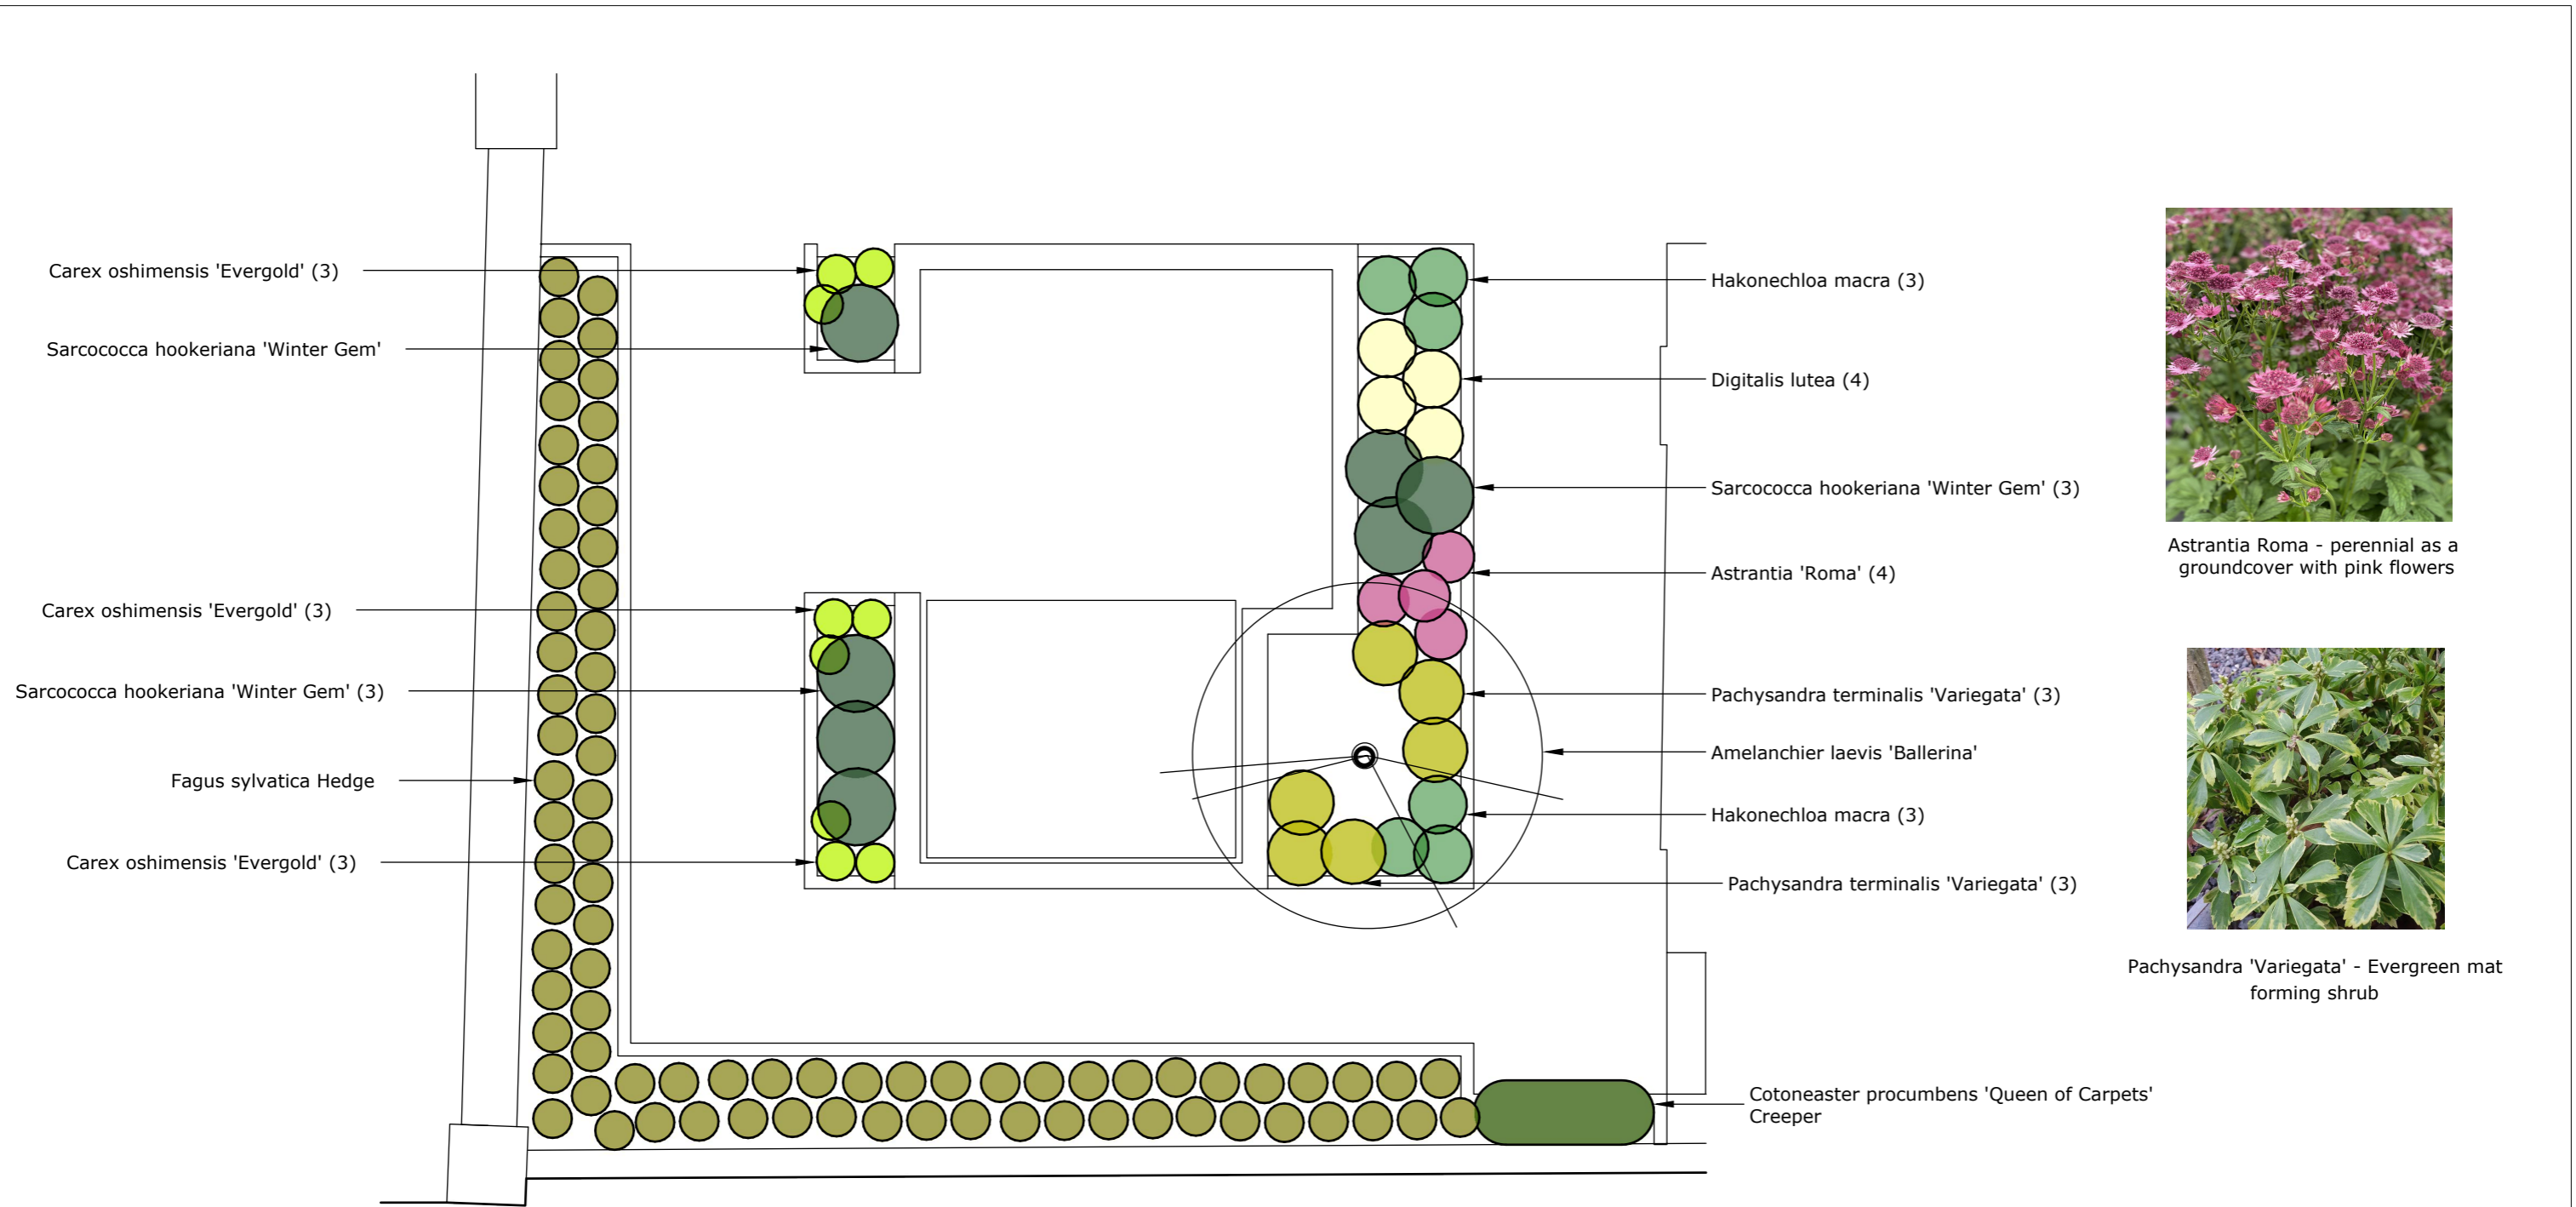 Carex oshimensis 'Evergold' (3)
Sarcococca hookeriana 'Winter Gem'
Carex oshimensis 'Evergold' (3)
Sarcococca hookeriana 'Winter Gem' (3)
Fagus sylvatica Hedge
Carex oshimensis 'Evergold' (3)
Hakonechloa macra (3)
Digitalis lutea (4)
Sarcococca hookeriana 'Winter Gem' (3)
Astrantia 'Roma' (4)
Pachysandra terminalis 'Variegata' (3)
Amelanchier laevis 'Ballerina'
Hakonechloa macra (3)
Pachysandra terminalis 'Variegata' (3)
Cotoneaster procumbens 'Queen of Carpets'
Creeper
Astrantia Roma - perennial as a
groundcover with pink flowers
Pachysandra 'Variegata' - Evergreen mat
forming shrub